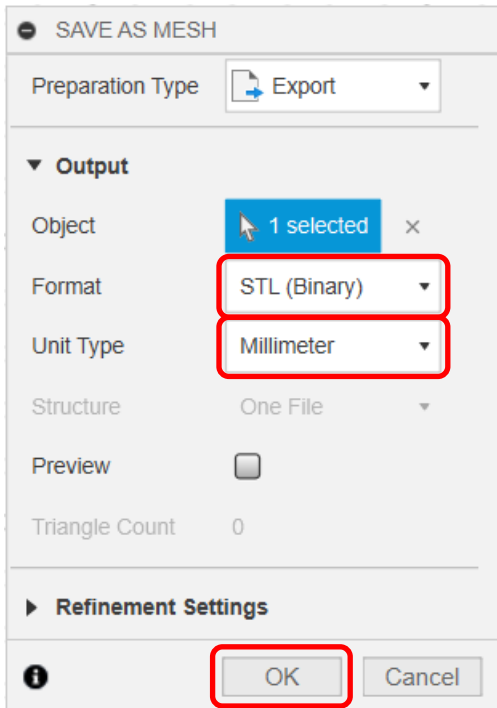 SAVE AS MESH
Preparation Type Export
Output
Object 1 selected
Format STL (Binary)
Unit Type Millimeter
Structure One File
Preview
Triangle Count 0
Refinement Settings
OK Cancel